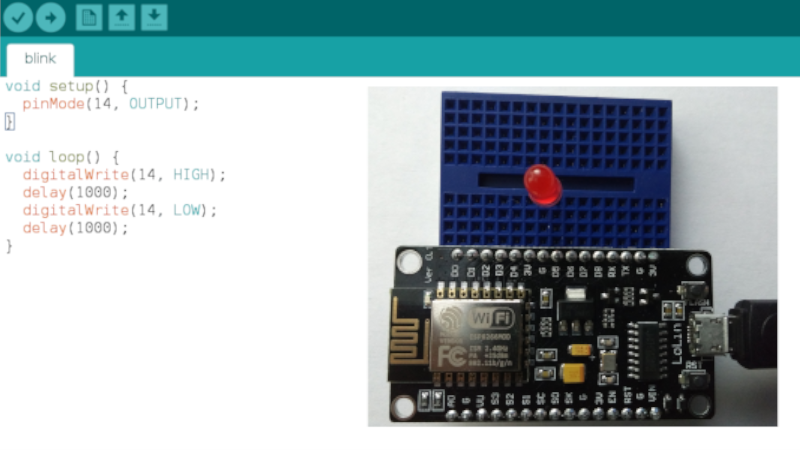 blink
void setup() {
pinMode(14, OUTPUT);
}
void loop() {
digitalWrite(14, HIGH);
delay(1000);
digitalWrite(14, LOW);
delay(1000);
}
D0 D1 D2 D3 D4 3V G D5 D6 D7 D8 RX TX G 3V
WiFi
FC
LoLin
A0 G VU S3 S2 S1 SC S0 SK G 3V EN RST G VIN